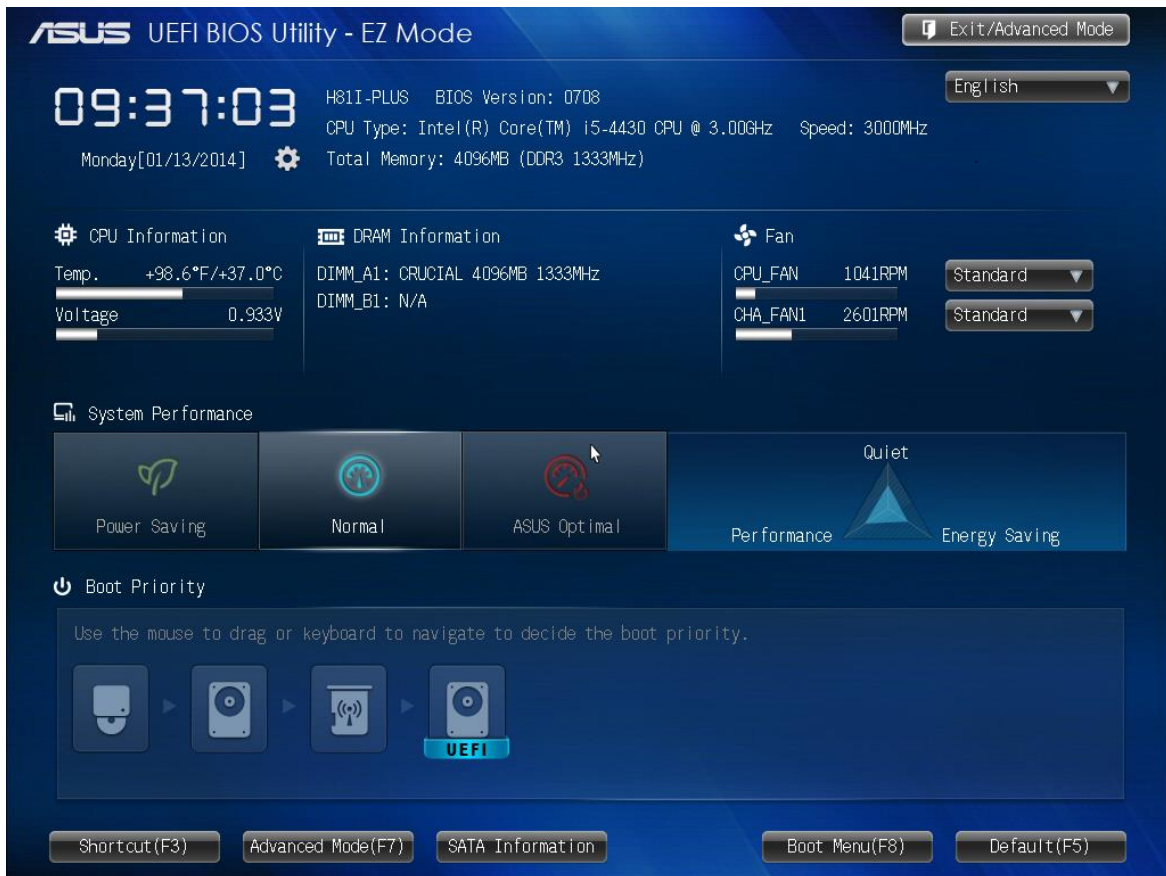 ASUS UEFI BIOS Utility - EZ Mode
Exit/Advanced Mode
English
09:37:03
Monday[01/13/2014]
H81I-PLUS BIOS Version: 0708
CPU Type: Intel(R) Core(TM) i5-4430 CPU @ 3.00GHz Speed: 3000MHz
Total Memory: 4096MB (DDR3 1333MHz)
CPU Information
Temp. +98.6°F/+37.0°C
Voltage 0.933V
DRAM Information
DIMM_A1: CRUCIAL 4096MB 1333MHz
DIMM_B1: N/A
Fan
CPU_FAN 1041RPM Standard
CHA_FAN1 2601RPM Standard
System Performance
Power Saving
Normal
ASUS Optimal
Quiet
Performance
Energy Saving
Boot Priority
Use the mouse to drag or keyboard to navigate to decide the boot priority.
UEFI
Shortcut(F3)
Advanced Mode(F7)
SATA Information
Boot Menu(F8)
Default(F5)